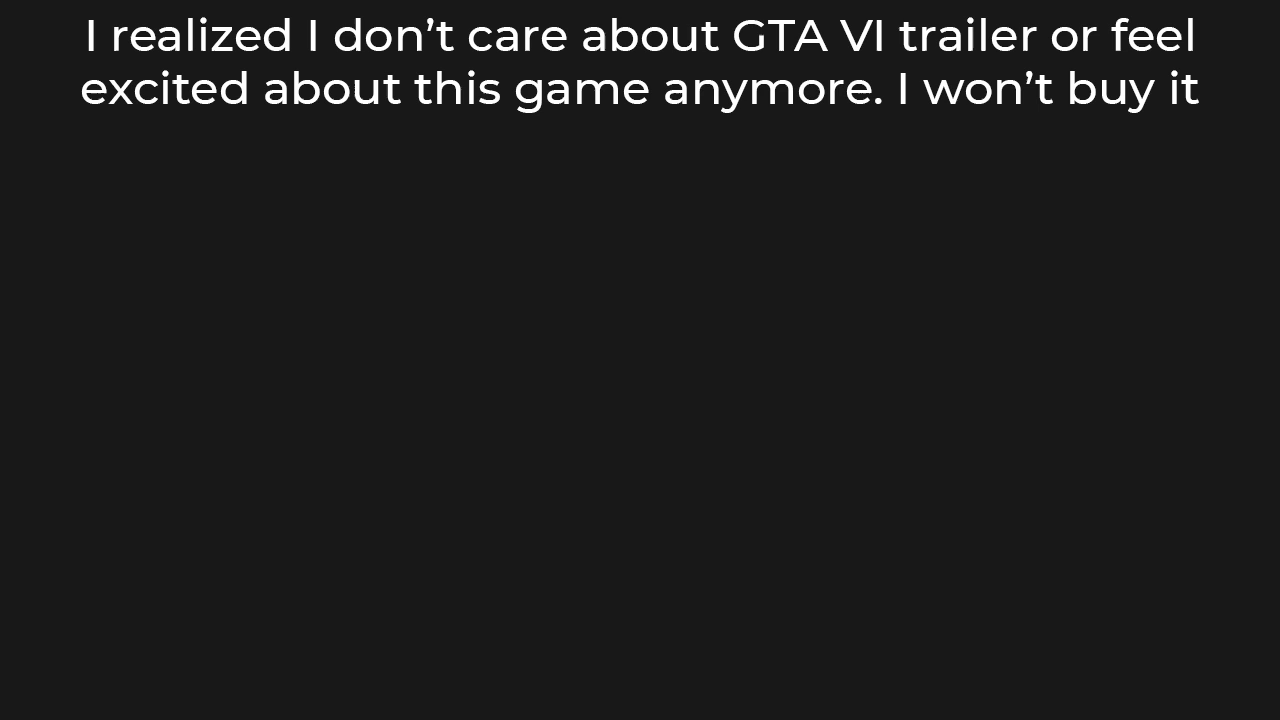 I realized I don’t care about GTA VI trailer or feel
excited about this game anymore. I won’t buy it